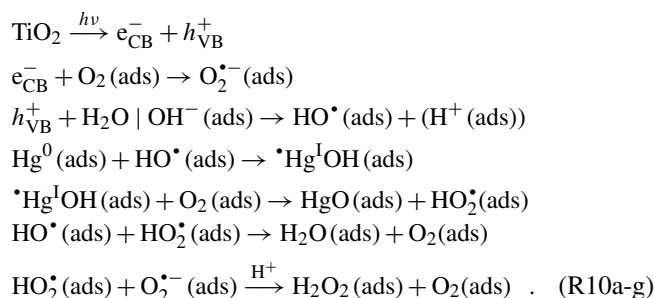 TiO₂ —hν→ e⁻_CB + h⁺_VB
e⁻_CB + O₂ (ads) → O₂•⁻ (ads)
h⁺_VB + H₂O | OH⁻ (ads) → HO• (ads) + (H⁺ (ads))
Hg⁰ (ads) + HO• (ads) → •HgᴵOH (ads)
•HgᴵOH (ads) + O₂ (ads) → HgO (ads) + HO₂• (ads)
HO• (ads) + HO₂• (ads) → H₂O (ads) + O₂ (ads)
HO₂• (ads) + O₂•⁻ (ads) —H⁺→ H₂O₂ (ads) + O₂ (ads) . (R10a-g)